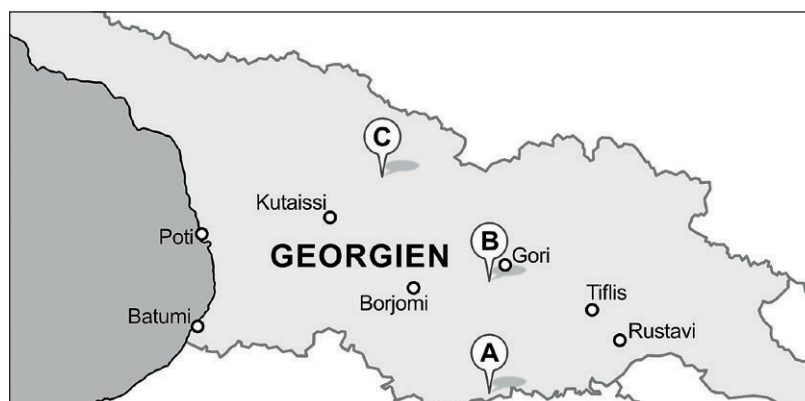 C
Kutaissi
Poti
GEORGIEN
B
Gori
Borjomi
Tiflis
Batumi
Rustavi
A